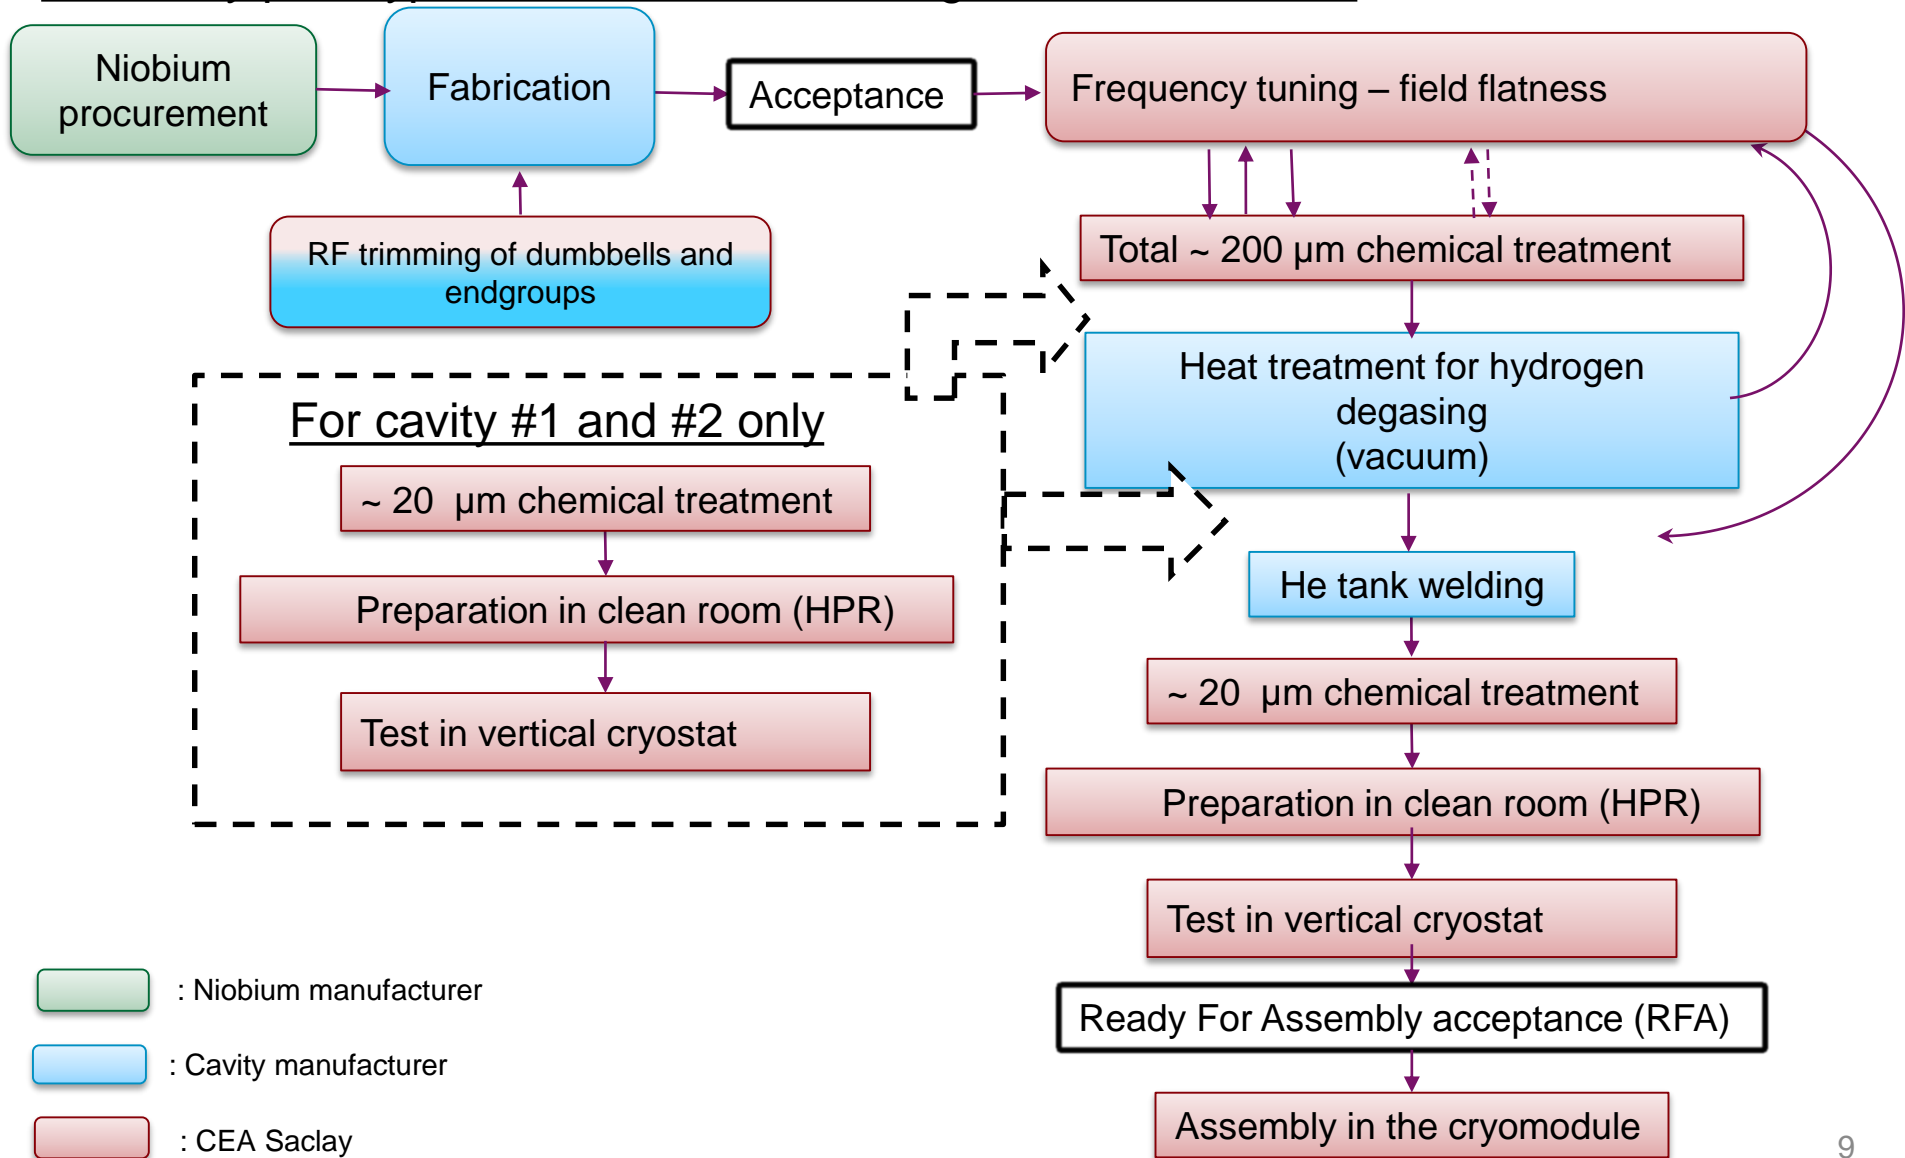 Niobium
procurement
Fabrication
Acceptance
Frequency tuning – field flatness
RF trimming of dumbbells and
endgroups
Total ~ 200 µm chemical treatment
Heat treatment for hydrogen
degasing
(vacuum)
For cavity #1 and #2 only
~ 20 µm chemical treatment
Preparation in clean room (HPR)
Test in vertical cryostat
He tank welding
~ 20 µm chemical treatment
Preparation in clean room (HPR)
Test in vertical cryostat
Ready For Assembly acceptance (RFA)
Assembly in the cryomodule
: Niobium manufacturer
: Cavity manufacturer
: CEA Saclay
9